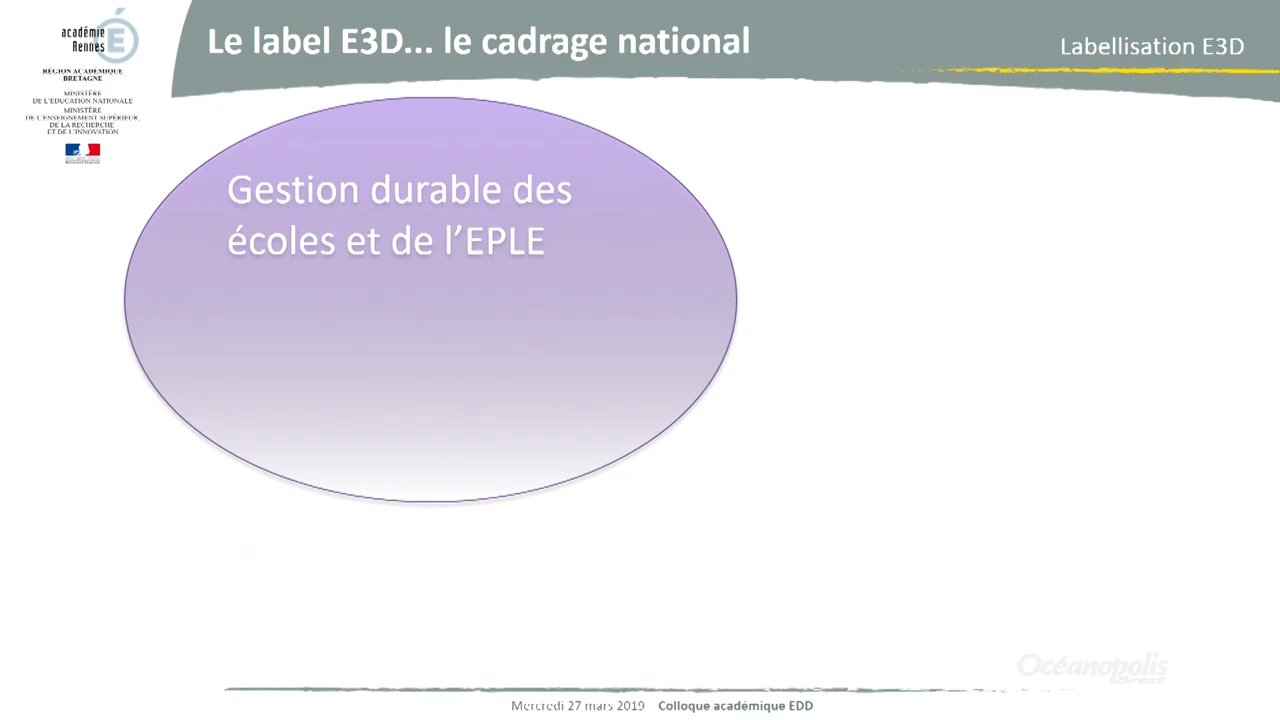 académie
Rennes
É
RÉGION ACADÉMIQUE
BRETAGNE
MINISTÈRE
DE L'ÉDUCATION NATIONALE
MINISTÈRE
DE L'ENSEIGNEMENT SUPÉRIEUR,
DE LA RECHERCHE
ET DE L'INNOVATION
Le label E3D... le cadrage national
Labellisation E3D
Gestion durable des
écoles et de l’EPLE
Océanopolis
Brest
Mercredi 27 mars 2019 Colloque académique EDD